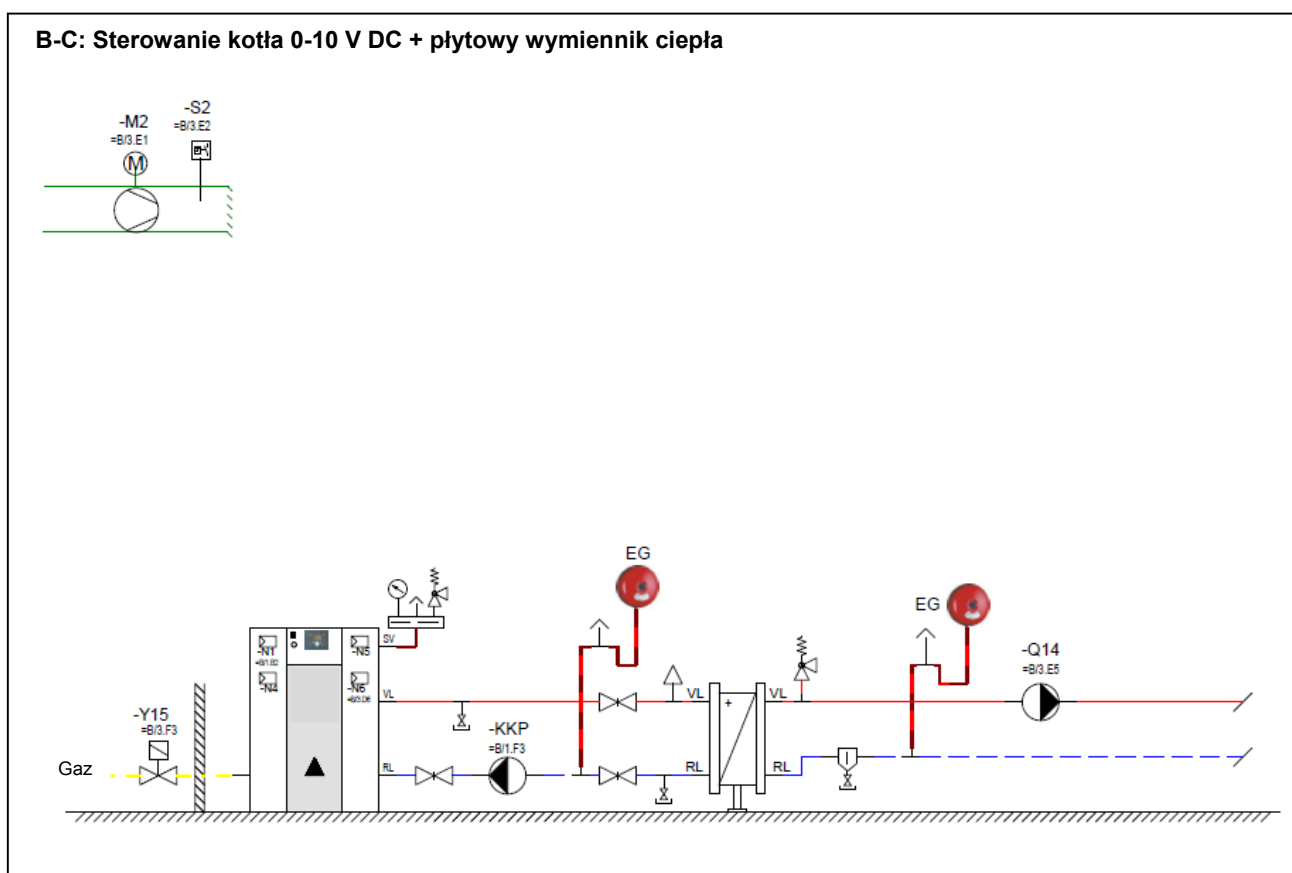 B-C: Sterowanie kotła 0-10 V DC + płytowy wymiennik ciepła
-S2
=B/3.E2
-M2
=B/3.E1
M
EG
EG
-N1
=B/1.B2
-N4
-N5
-N6
=B/3.D6
SV
VL
RL
-Y15
=B/3.F3
Gaz
-KKP
=B/1.F3
VL
+
VL
RL
RL
-Q14
=B/3.E5